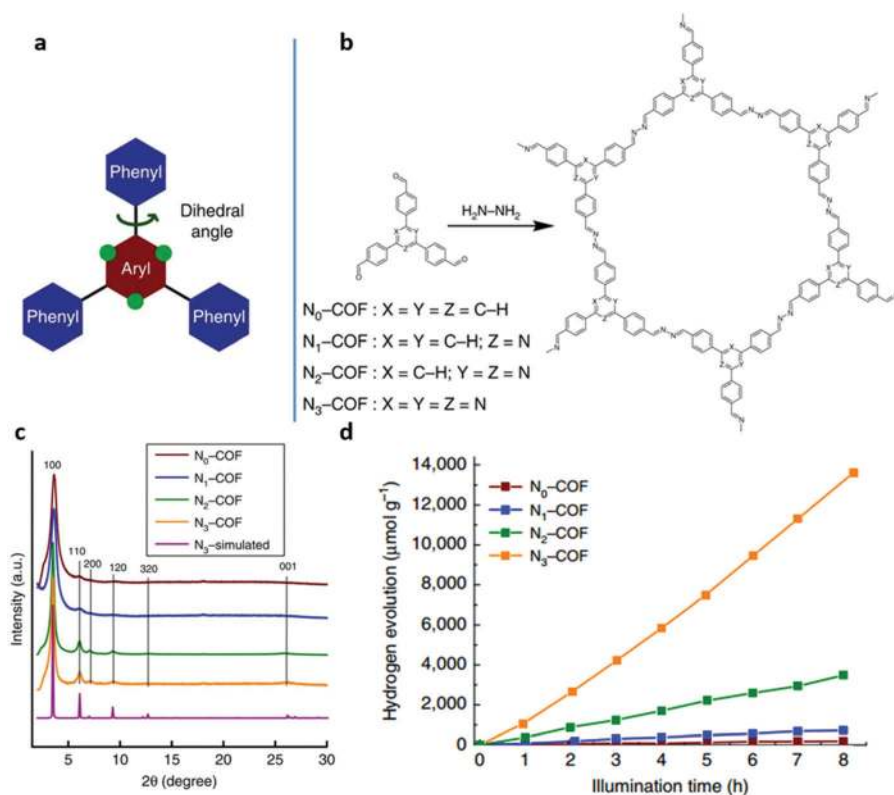 a
Phenyl
Dihedral
angle
Aryl
Phenyl
Phenyl
b
H₂N–NH₂
N₀–COF : X = Y = Z = C–H
N₁–COF : X = Y = C–H; Z = N
N₂–COF : X = C–H; Y = Z = N
N₃–COF : X = Y = Z = N
c
N₀–COF
N₁–COF
N₂–COF
N₃–COF
N₃–simulated
100
110
200
120
320
001
Intensity (a.u.)
5
10
15
20
25
30
2θ (degree)
d
14,000
12,000
10,000
8,000
6,000
4,000
2,000
0
N₀–COF
N₁–COF
N₂–COF
N₃–COF
Hydrogen evolution (μmol g⁻¹)
0 1 2 3 4 5 6 7 8
Illumination time (h)